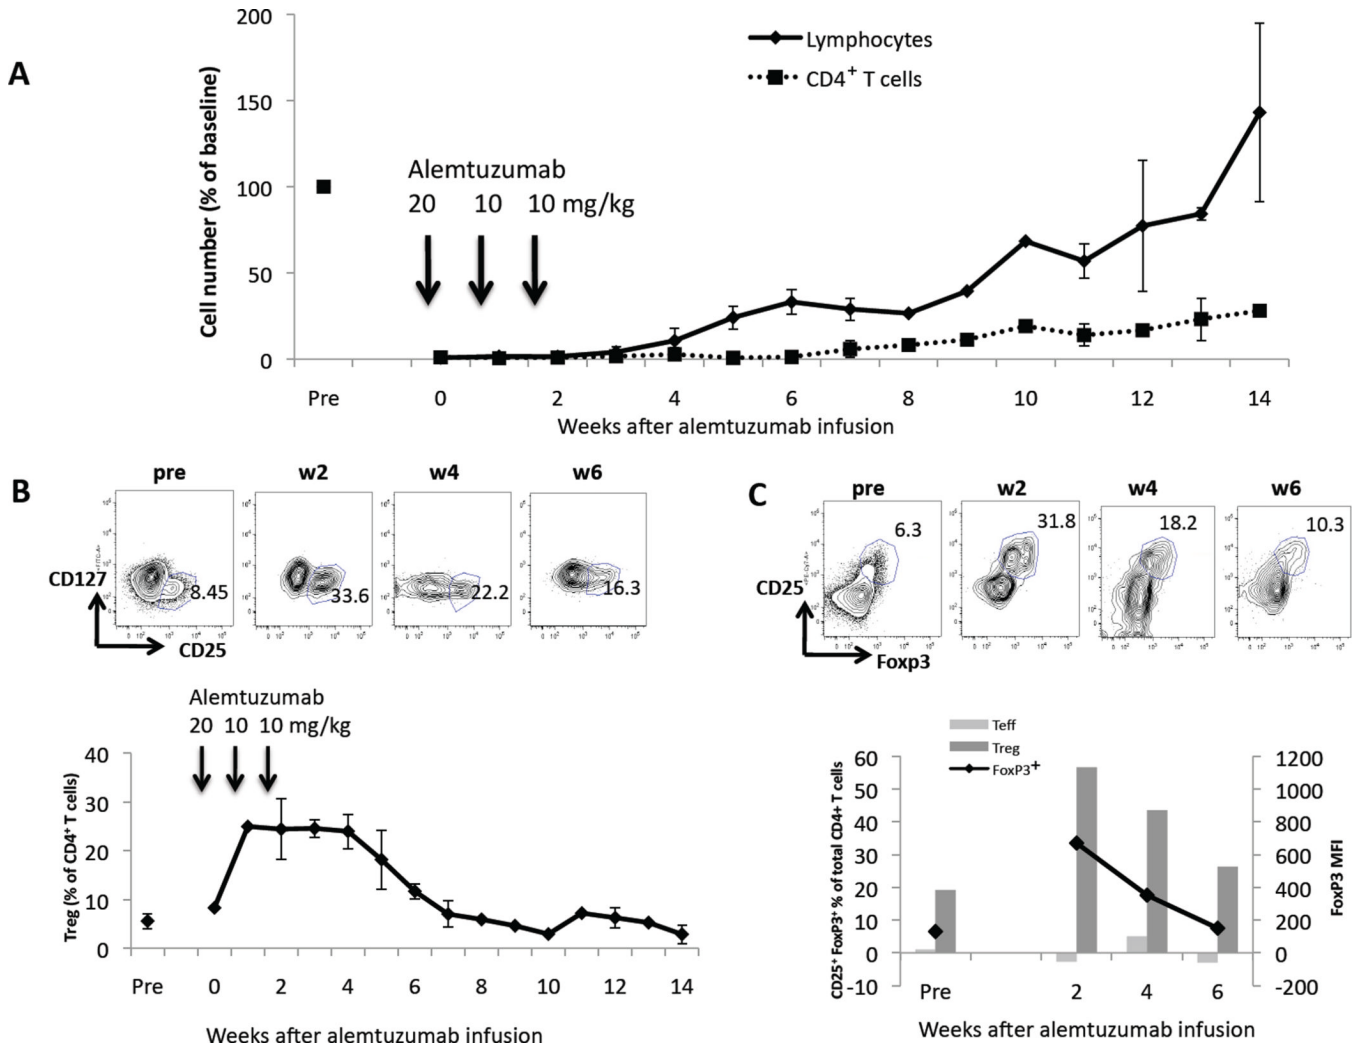 A
200
150
100
50
0
Cell number (% of baseline)
Lymphocytes
CD4+ T cells
Alemtuzumab
20 10 10 mg/kg
Pre 0 2 4 6 8 10 12 14
Weeks after alemtuzumab infusion
B
pre w2 w4 w6
CD127
8.45 33.6 22.2 16.3
CD25
Alemtuzumab
20 10 10 mg/kg
40
30
20
10
0
Treg (% of CD4+ T cells)
Pre 0 2 4 6 8 10 12 14
Weeks after alemtuzumab infusion
C
pre w2 w4 w6
6.3 31.8 18.2 10.3
CD25
Foxp3
Teff
Treg
FoxP3+
60 1200
50 1000
40 800
30 600
20 400
10 200
0 0
-10 -200
CD25+ FoxP3+ % of total CD4+ T cells
FoxP3 MFI
Pre 2 4 6
Weeks after alemtuzumab infusion